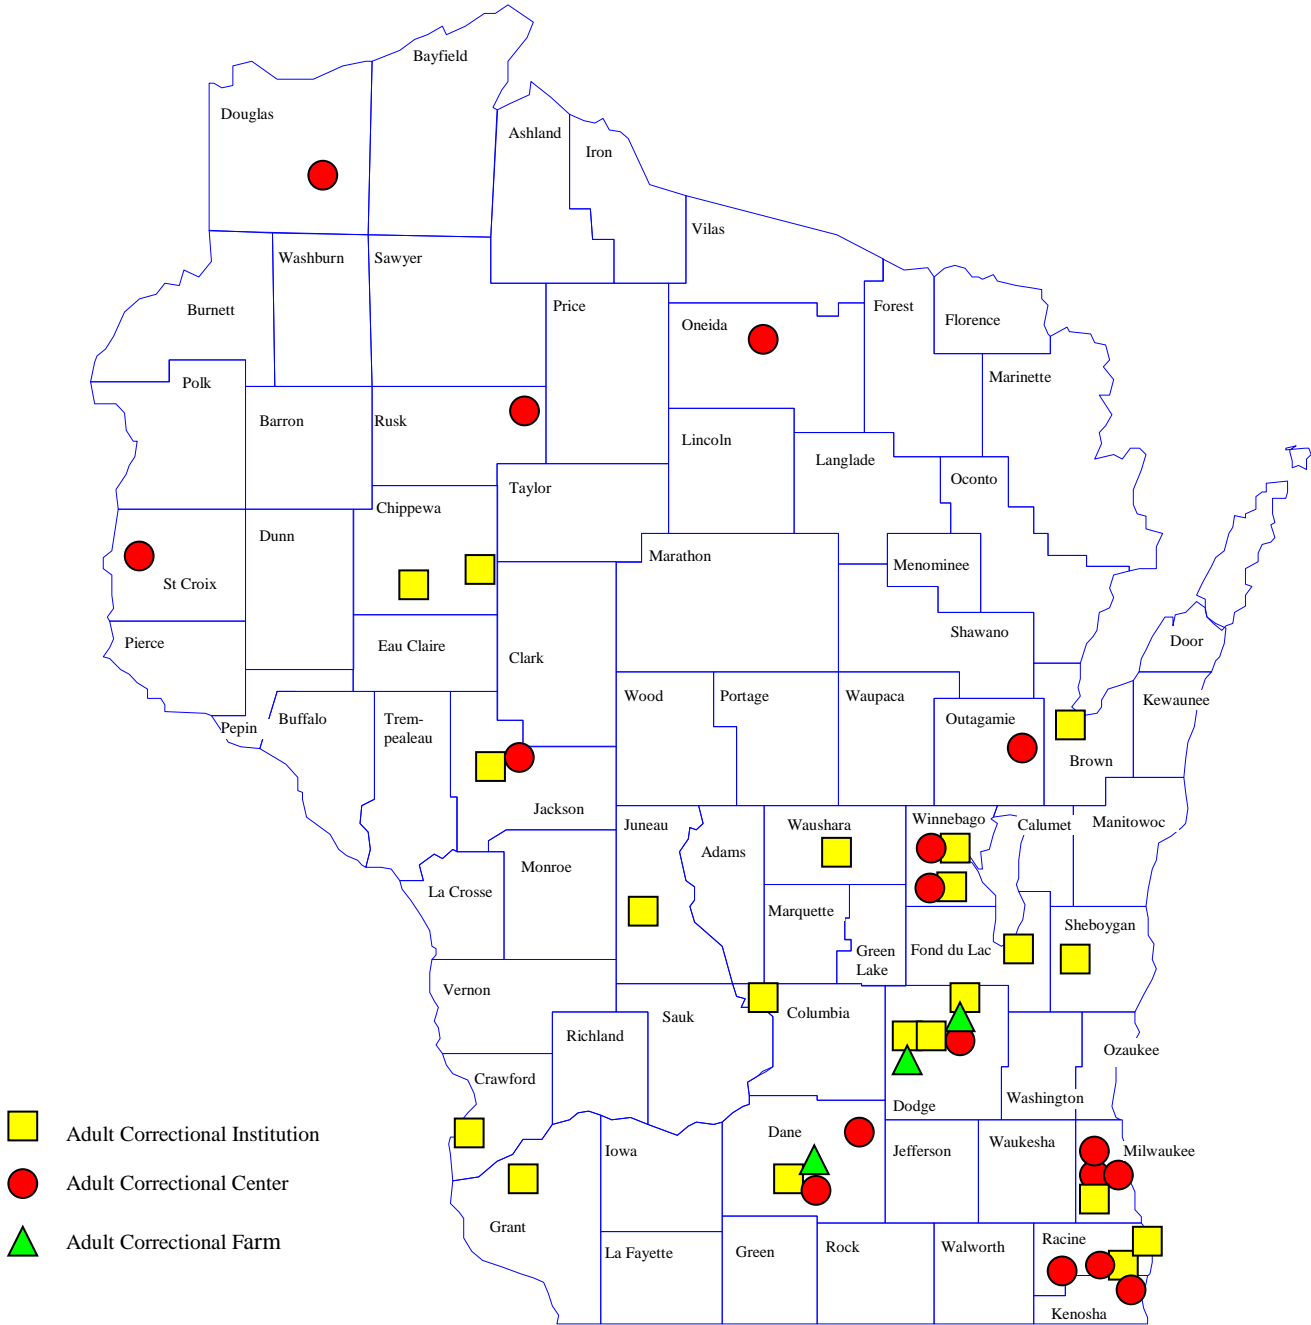 Bayfield
Douglas
Ashland
Iron
Vilas
Washburn
Sawyer
Burnett
Price
Forest
Florence
Oneida
Polk
Marinette
Barron
Rusk
Lincoln
Langlade
Oconto
Taylor
Chippewa
Dunn
Marathon
Menominee
St Croix
Shawano
Pierce
Eau Claire
Clark
Door
Wood
Portage
Waupaca
Kewaunee
Pepin
Buffalo
Trem-
pealeau
Outagamie
Brown
Jackson
Juneau
Waushara
Winnebago
Calumet
Manitowoc
Adams
Monroe
La Crosse
Marquette
Sheboygan
Green
Lake
Fond du Lac
Vernon
Sauk
Columbia
Richland
Ozaukee
Crawford
Washington
Dodge
Adult Correctional Institution
Dane
Iowa
Jefferson
Waukesha
Milwaukee
Adult Correctional Center
Grant
Adult Correctional Farm
La Fayette
Green
Rock
Walworth
Racine
Kenosha